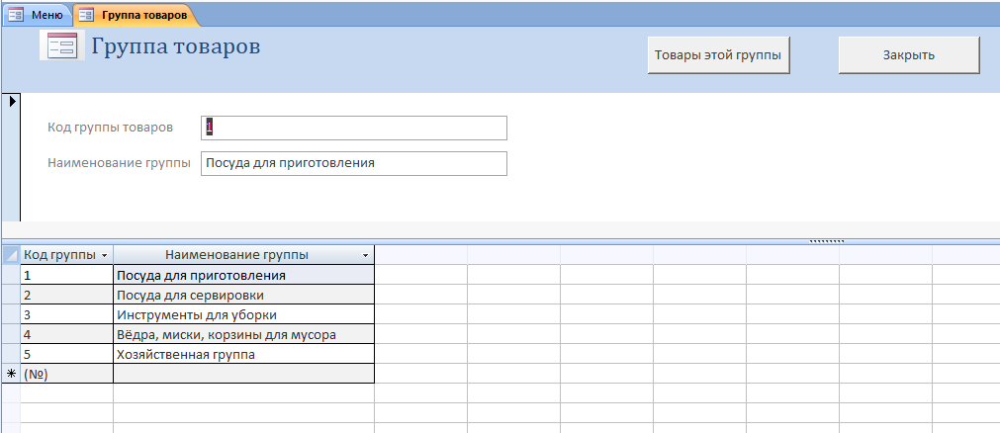 Меню Группа товаров
Группа товаров
Товары этой группы Закрыть
Код группы товаров 1
Наименование группы Посуда для приготовления
Код группы Наименование группы
1 Посуда для приготовления
2 Посуда для сервировки
3 Инструменты для уборки
4 Вёдра, миски, корзины для мусора
5 Хозяйственная группа
(№)